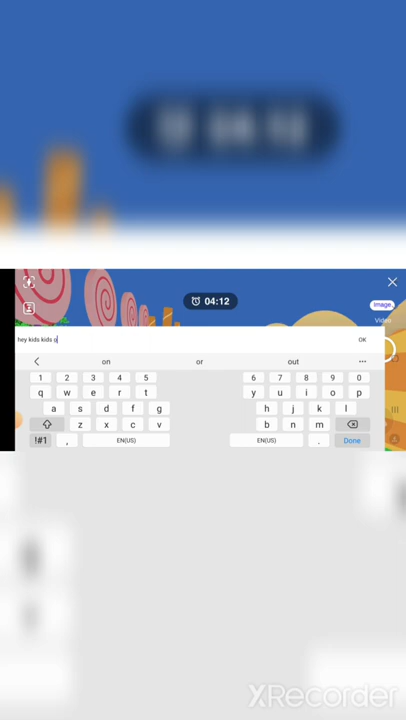 04:12
Image
Video
hey kids kids g
OK
on or out ...
1 2 3 4 5 6 7 8 9 0
q w e r t y u i o p
a s d f g h j k l
z x c v b n m
!#1 , EN(US) EN(US) . Done
XRecorder